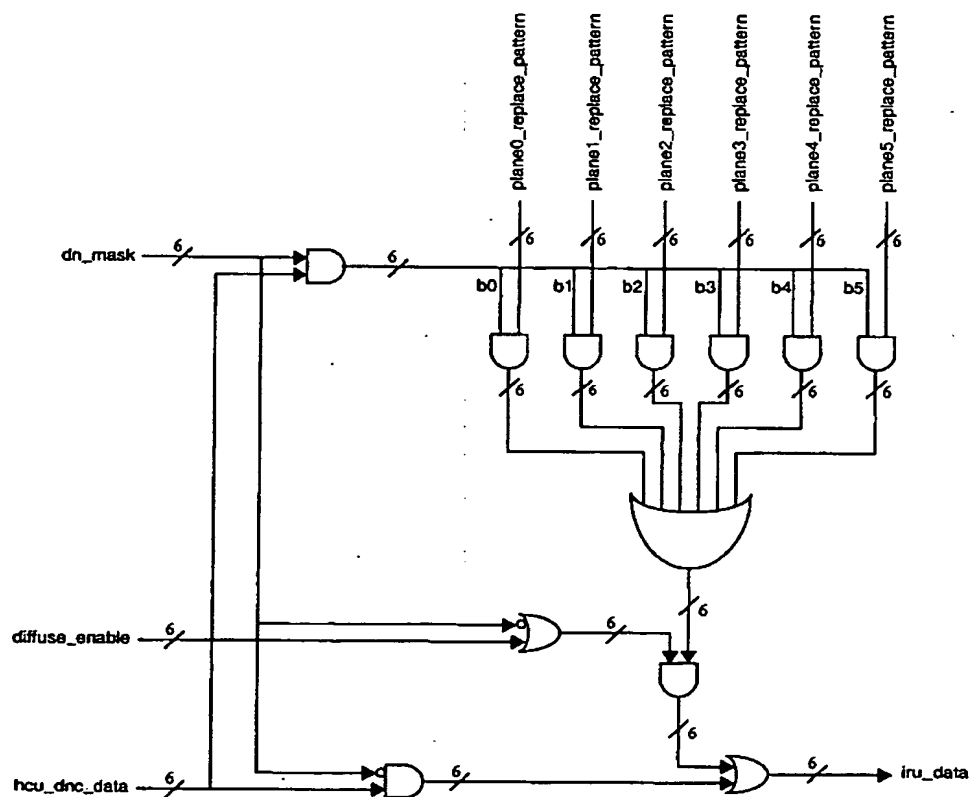 plane0_replace_pattern
plane1_replace_pattern
plane2_replace_pattern
plane3_replace_pattern
plane4_replace_pattern
plane5_replace_pattern
6 6 6 6 6 6
dn_mask 6 6
b0 b1 b2 b3 b4 b5
6 6 6 6 6 6
6
diffuse_enable 6 6
6
hcu_dnc_data 6 6 6 iru_data